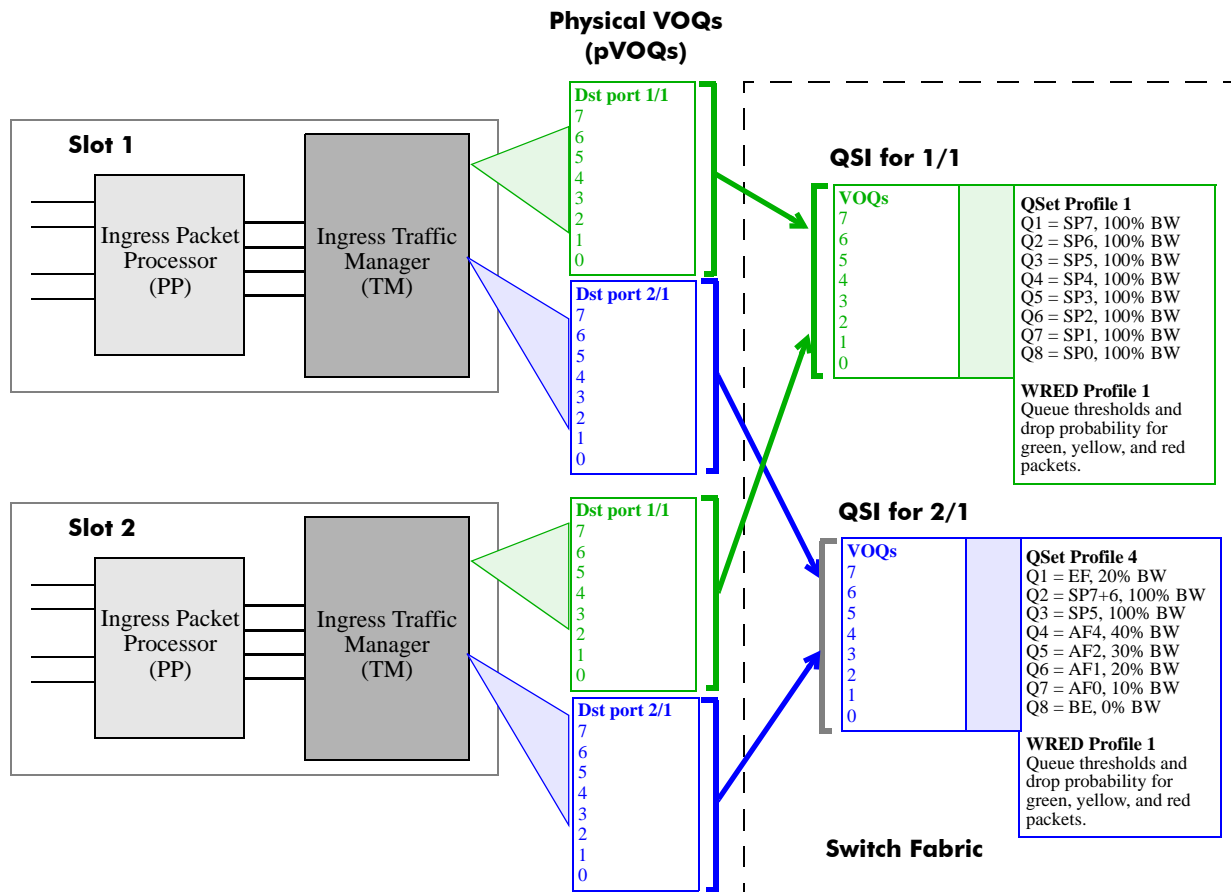 Physical VOQs
(pVOQs)
Slot 1
Ingress Packet
Processor
(PP)
Ingress Traffic
Manager
(TM)
Dst port 1/1
7
6
5
4
3
2
1
0
Dst port 2/1
7
6
5
4
3
2
1
0
Slot 2
Ingress Packet
Processor
(PP)
Ingress Traffic
Manager
(TM)
Dst port 1/1
7
6
5
4
3
2
1
0
Dst port 2/1
7
6
5
4
3
2
1
0
QSI for 1/1
VOQs
7
6
5
4
3
2
1
0
QSet Profile 1
Q1 = SP7, 100% BW
Q2 = SP6, 100% BW
Q3 = SP5, 100% BW
Q4 = SP4, 100% BW
Q5 = SP3, 100% BW
Q6 = SP2, 100% BW
Q7 = SP1, 100% BW
Q8 = SP0, 100% BW
WRED Profile 1
Queue thresholds and
drop probability for
green, yellow, and red
packets.
QSI for 2/1
VOQs
7
6
5
4
3
2
1
0
QSet Profile 4
Q1 = EF, 20% BW
Q2 = SP7+6, 100% BW
Q3 = SP5, 100% BW
Q4 = AF4, 40% BW
Q5 = AF2, 30% BW
Q6 = AF1, 20% BW
Q7 = AF0, 10% BW
Q8 = BE, 0% BW
WRED Profile 1
Queue thresholds and
drop probability for
green, yellow, and red
packets.
Switch Fabric